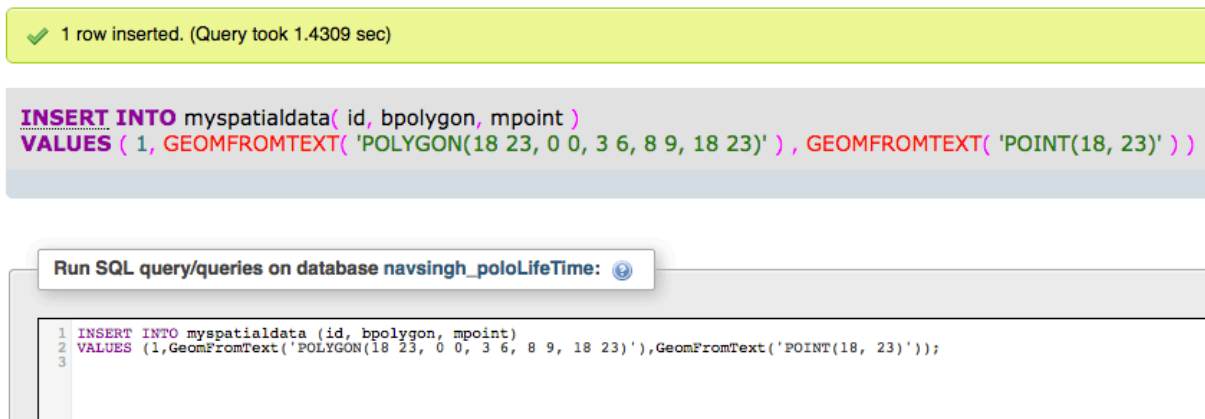 1 row inserted. (Query took 1.4309 sec)
INSERT INTO myspatialdata( id, bpolygon, mpoint )
VALUES ( 1, GEOMFROMTEXT( 'POLYGON(18 23, 0 0, 3 6, 8 9, 18 23)' ) , GEOMFROMTEXT( 'POINT(18, 23)' ) )
Run SQL query/queries on database navsingh_poloLifeTime:
1 INSERT INTO myspatialdata (id, bpolygon, mpoint)
2 VALUES (1,GeomFromText('POLYGON(18 23, 0 0, 3 6, 8 9, 18 23)'),GeomFromText('POINT(18, 23)'));
3